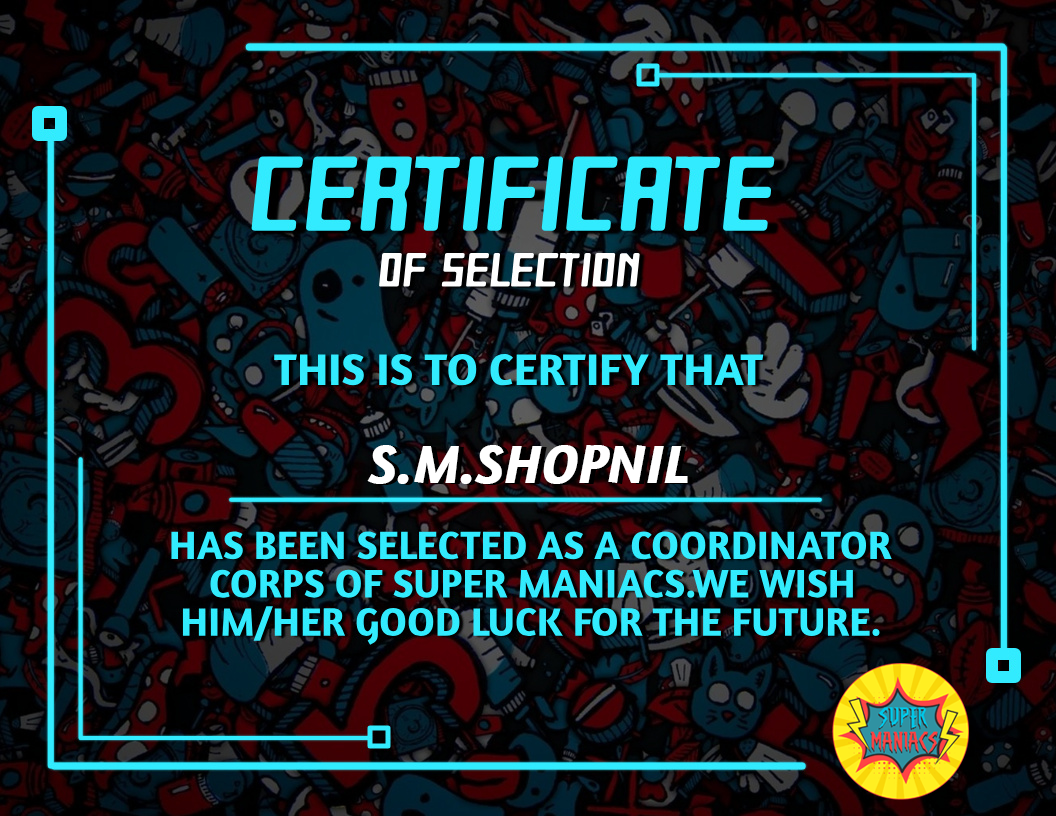 CERTIFICATE
OF SELECTION
THIS IS TO CERTIFY THAT
S.M.SHOPNIL
HAS BEEN SELECTED AS A COORDINATOR
CORPS OF SUPER MANIACS.WE WISH
HIM/HER GOOD LUCK FOR THE FUTURE.
SUPER
MANIACS